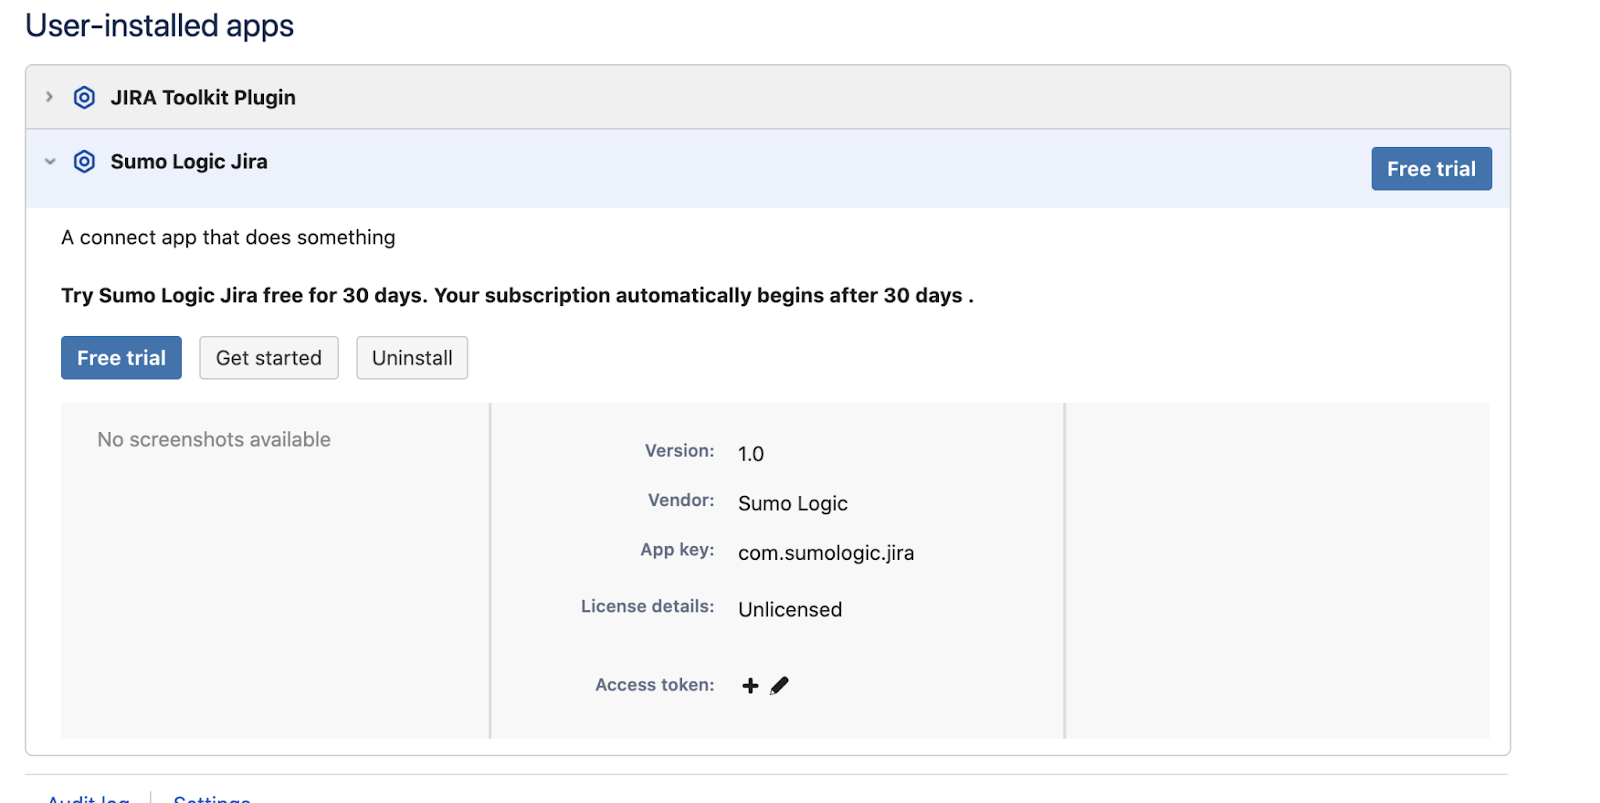 User-installed apps
JIRA Toolkit Plugin
Sumo Logic Jira
Free trial
A connect app that does something
Try Sumo Logic Jira free for 30 days. Your subscription automatically begins after 30 days .
Free trial
Get started
Uninstall
No screenshots available
Version: 1.0
Vendor: Sumo Logic
App key: com.sumologic.jira
License details: Unlicensed
Access token:
Audit log
Settings